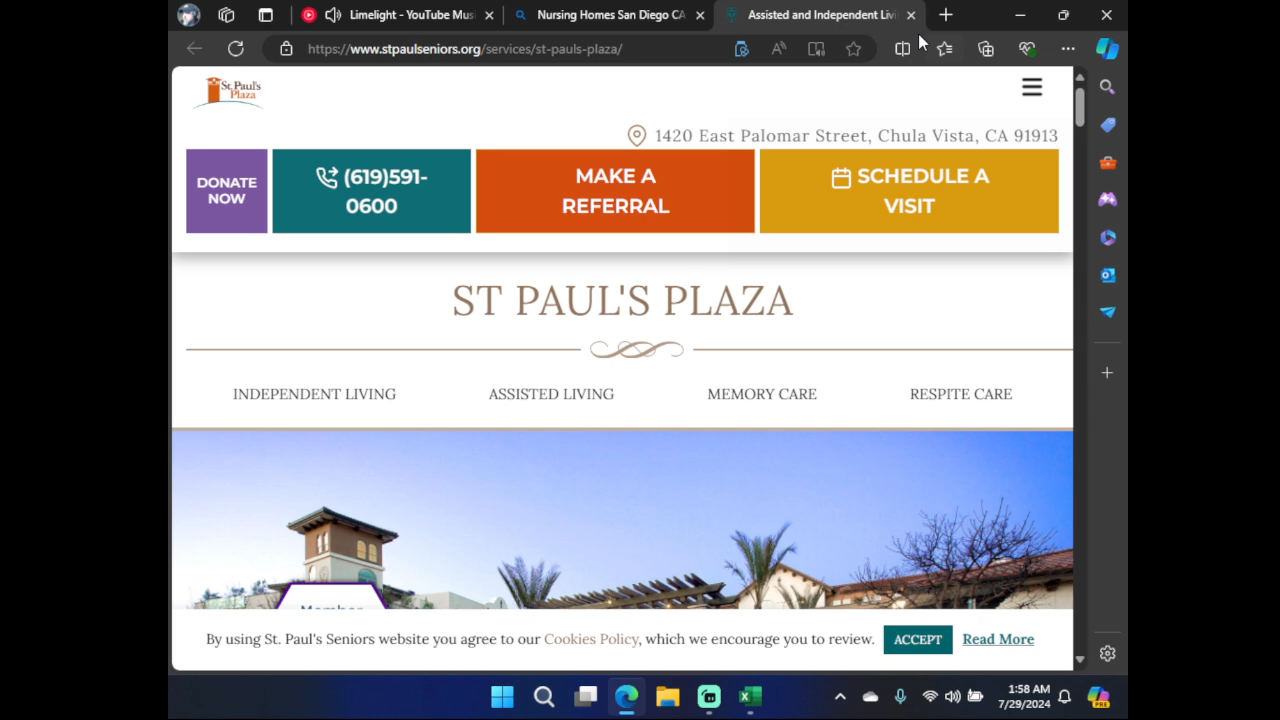 Limelight - YouTube Mus
Nursing Homes San Diego CA
Assisted and Independent Livi
https://www.stpaulseniors.org/services/st-pauls-plaza/
St. Paul's
Plaza
1420 East Palomar Street, Chula Vista, CA 91913
DONATE
NOW
(619)591-
0600
MAKE A
REFERRAL
SCHEDULE A
VISIT
ST PAUL'S PLAZA
INDEPENDENT LIVING
ASSISTED LIVING
MEMORY CARE
RESPITE CARE
Member
By using St. Paul's Seniors website you agree to our Cookies Policy, which we encourage you to review.
ACCEPT
Read More
1:58 AM
7/29/2024
PRE